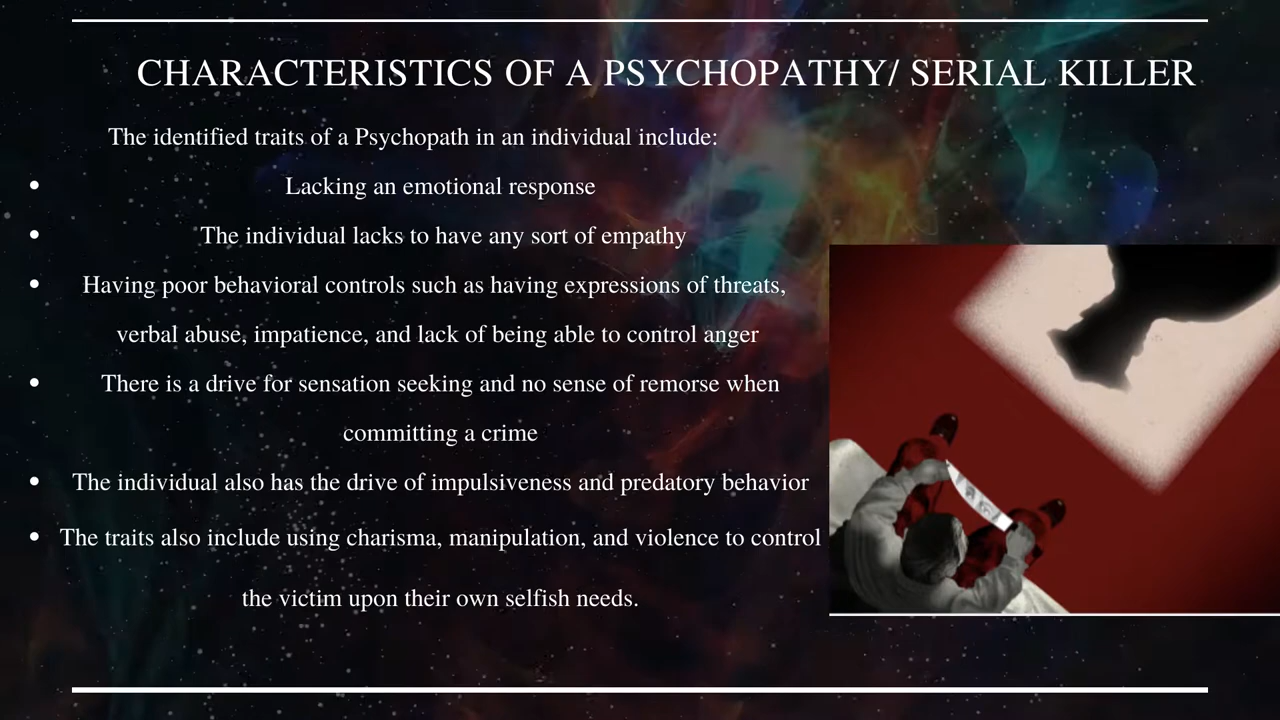 CHARACTERISTICS OF A PSYCHOPATHY/ SERIAL KILLER
The identified traits of a Psychopath in an individual include:
• Lacking an emotional response
• The individual lacks to have any sort of empathy
• Having poor behavioral controls such as having expressions of threats,
verbal abuse, impatience, and lack of being able to control anger
• There is a drive for sensation seeking and no sense of remorse when
committing a crime
• The individual also has the drive of impulsiveness and predatory behavior
• The traits also include using charisma, manipulation, and violence to control
the victim upon their own selfish needs.